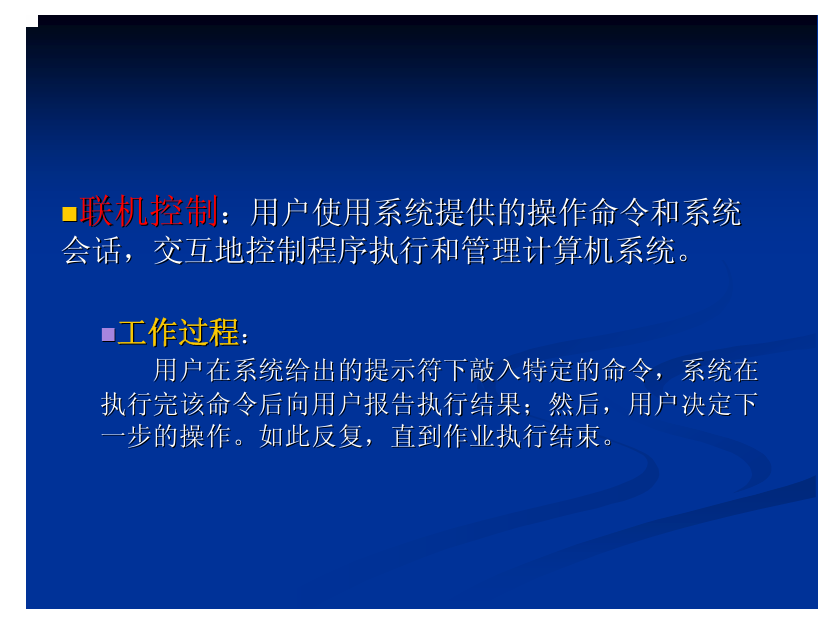 联机控制：用户使用系统提供的操作命令和系统
会话，交互地控制程序执行和管理计算机系统。
工作过程：
用户在系统给出的提示符下敲入特定的命令，系统在
执行完该命令后向用户报告执行结果；然后，用户决定下
一步的操作。如此反复，直到作业执行结束。